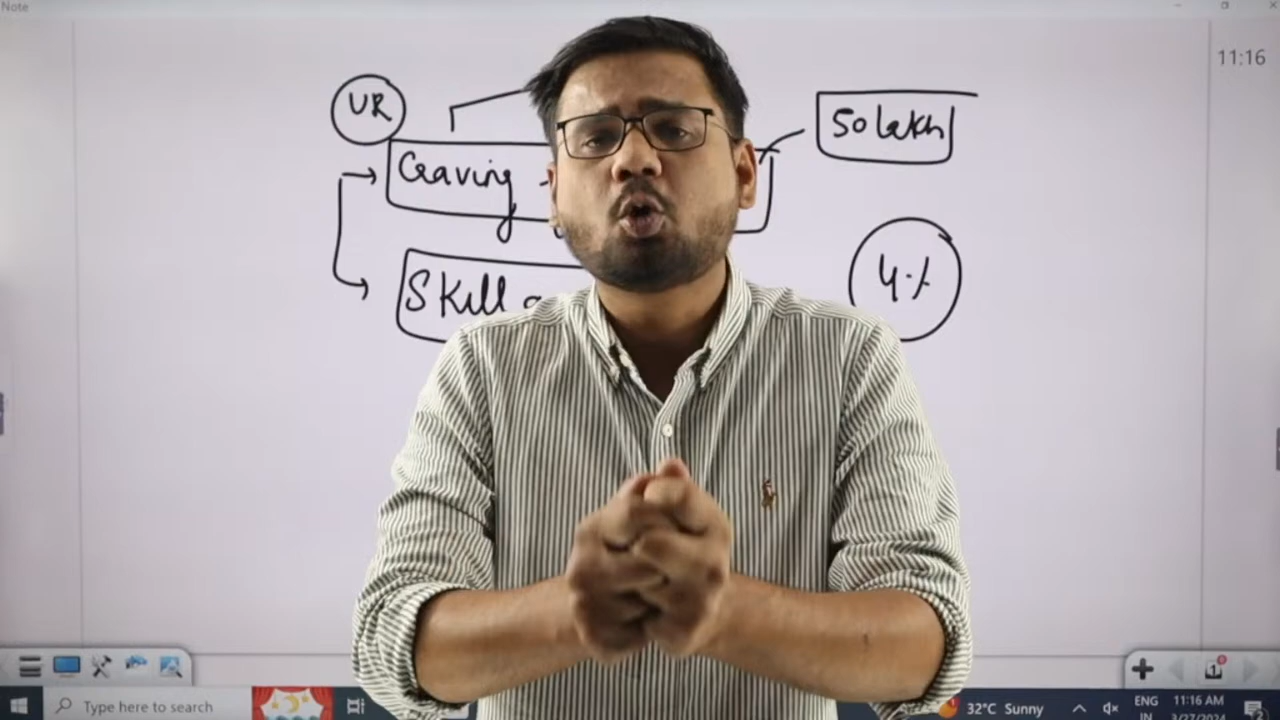 Note
11:16
UR
50 lakh
Craving
4%
Skill
Type here to search
32°C Sunny
ENG
11:16 AM
IN